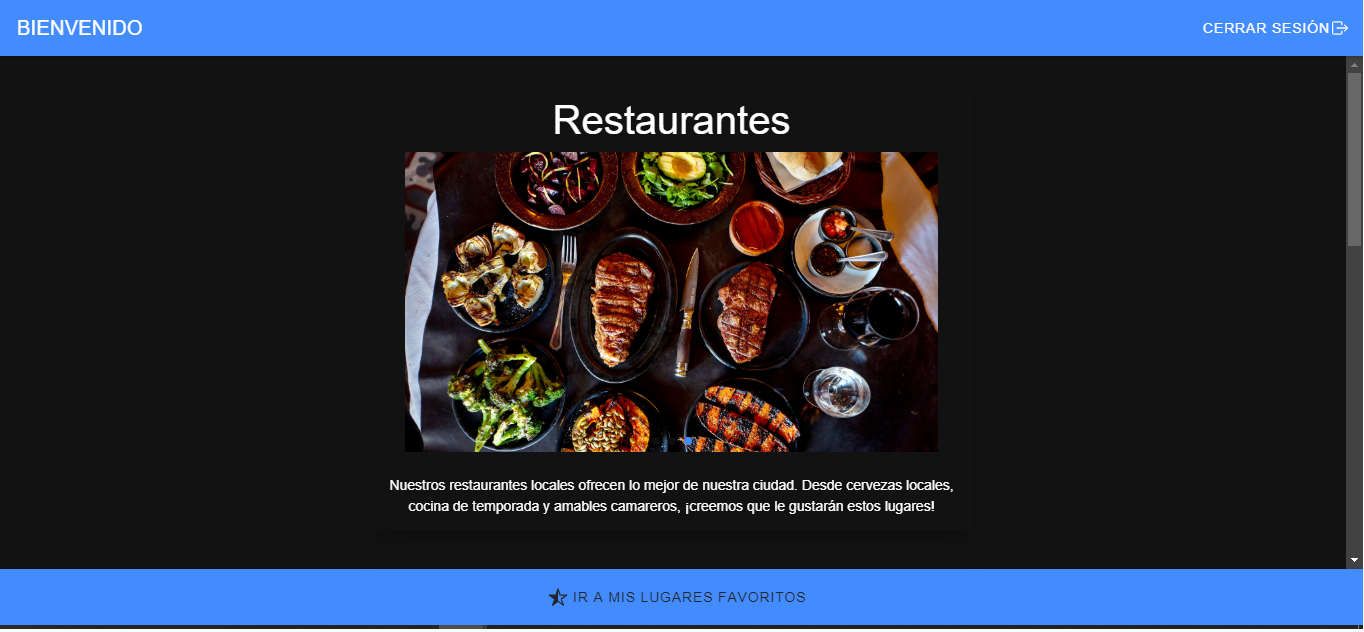 BIENVENIDO
CERRAR SESIÓN
Restaurantes
Nuestros restaurantes locales ofrecen lo mejor de nuestra ciudad. Desde cervezas locales,
cocina de temporada y amables camareros, ¡creemos que le gustarán estos lugares!
IR A MIS LUGARES FAVORITOS